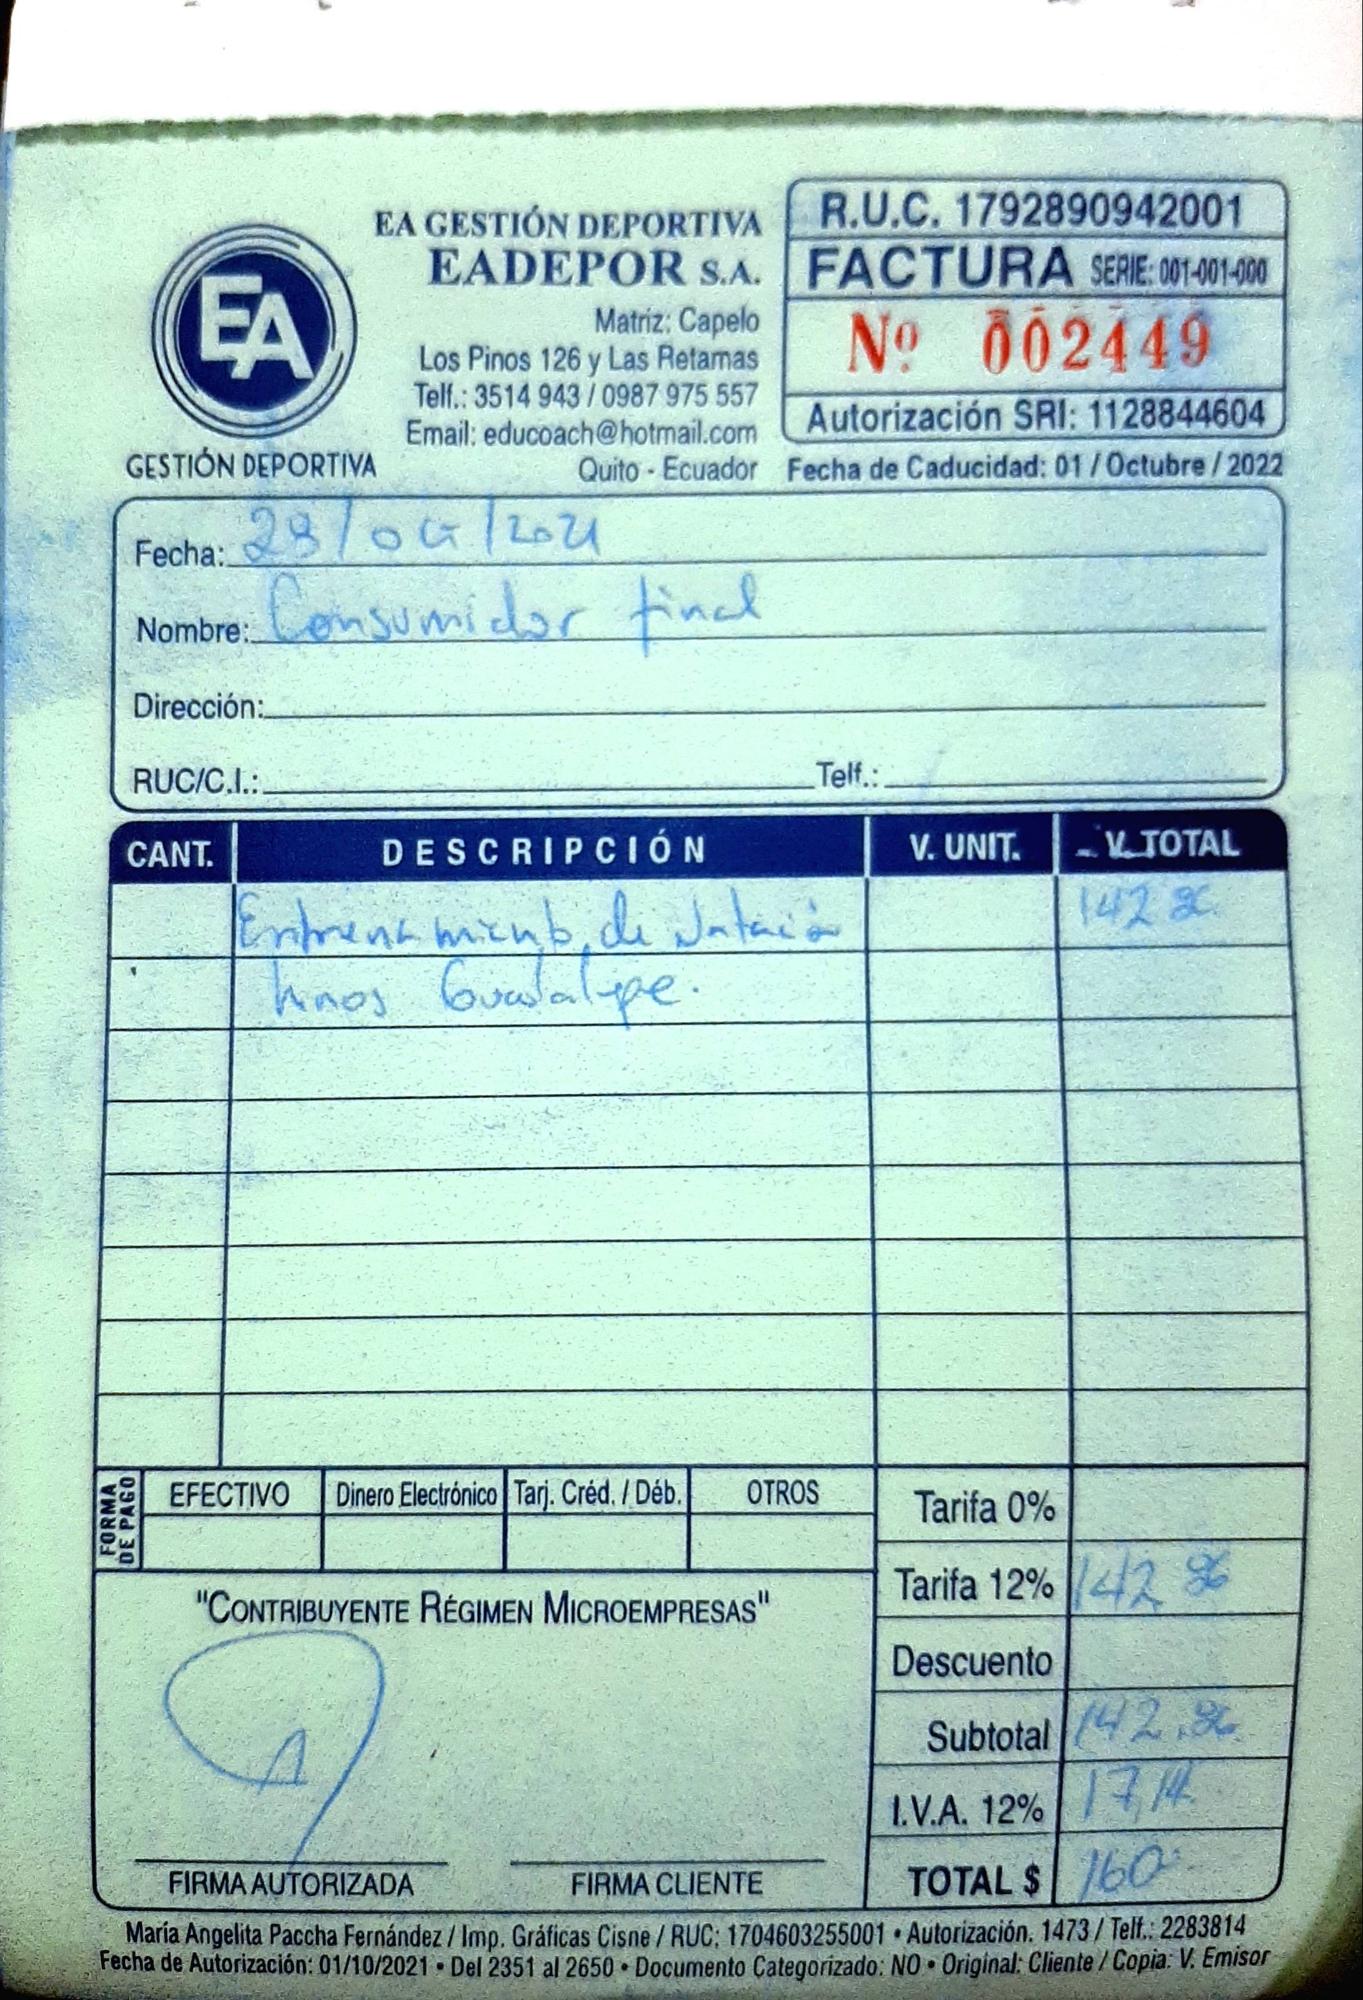 EA
GESTIÓN DEPORTIVA
EA GESTIÓN DEPORTIVA
EADEPOR S.A.
Matriz: Capelo
Los Pinos 126 y Las Retamas
Telf.: 3514 943 / 0987 975 557
Email: educoach@hotmail.com
Quito - Ecuador
R.U.C. 1792890942001
FACTURA SERIE: 001-001-000
Nº 002449
Autorización SRI: 1128844604
Fecha de Caducidad: 01 / Octubre / 2022
Fecha: 29/oct/2021
Nombre: Consumidor final
Dirección:
RUC/C.I.: Telf.:
CANT. DESCRIPCIÓN V. UNIT. V. TOTAL
Entrenamiento de Natación 142.86
hnos Guadalupe.
FORMA DE PAGO
EFECTIVO Dinero Electrónico Tarj. Créd. / Déb. OTROS
Tarifa 0%
Tarifa 12% 142.86
"CONTRIBUYENTE RÉGIMEN MICROEMPRESAS"
Descuento
Subtotal 142.86
I.V.A. 12% 17,14
TOTAL $ 160
FIRMA AUTORIZADA FIRMA CLIENTE
María Angelita Paccha Fernández / Imp. Gráficas Cisne / RUC: 1704603255001 • Autorización. 1473 / Telf.: 2283814
Fecha de Autorización: 01/10/2021 • Del 2351 al 2650 • Documento Categorizado: NO • Original: Cliente / Copia: V. Emisor